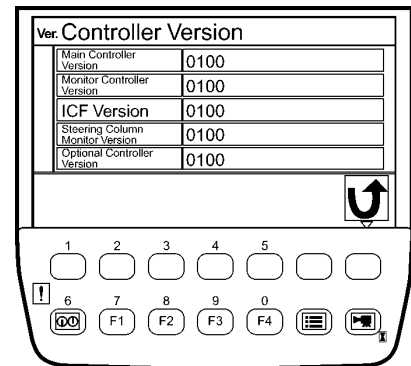 Ver. Controller Version
Main Controller
Version
0100
Monitor Controller
Version
0100
ICF Version
0100
Steering Column
Monitor Version
0100
Optional Controller
Version
0100
1 2 3 4 5
!
6 7 8 9 0
F1 F2 F3 F4